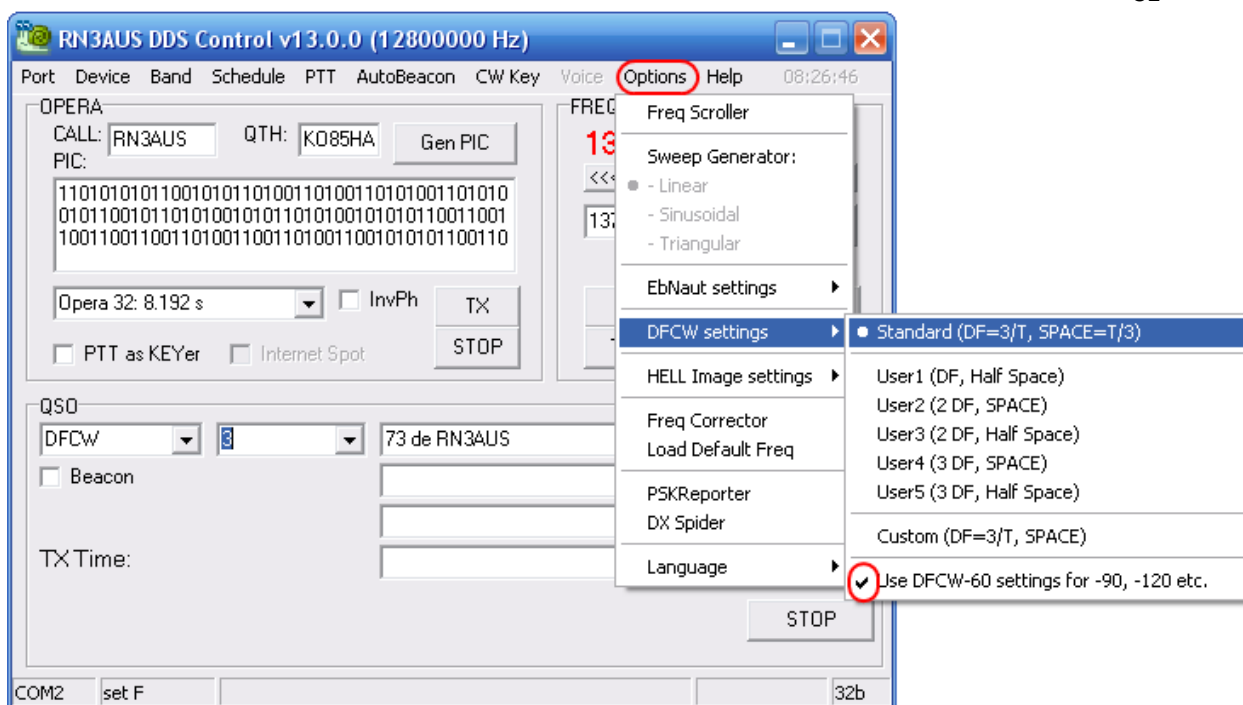 RN3AUS DDS Control v13.0.0 (12800000 Hz)
Port Device Band Schedule PTT AutoBeacon CW Key Voice Options Help 08:26:46
OPERA
CALL: RN3AUS QTH: KO85HA Gen PIC
PIC:
1101010101100101011010011010011010100110101
01011001011010100101011010100101010110011001
1001100110011010011001101001100101010110011 0
Opera 32: 8.192 s InvPh TX
PTT as KEYer Internet Spot STOP
FREQ
13
<<<
137
Freq Scroller
Sweep Generator:
- Linear
- Sinusoidal
- Triangular
EbNaut settings
DFCW settings
HELL Image settings
Freq Corrector
Load Default Freq
PSKReporter
DX Spider
Language
Standard (DF=3/T, SPACE=T/3)
User1 (DF, Half Space)
User2 (2 DF, SPACE)
User3 (2 DF, Half Space)
User4 (3 DF, SPACE)
User5 (3 DF, Half Space)
Custom (DF=3/T, SPACE)
Use DFCW-60 settings for -90, -120 etc.
QSO
DFCW 3 73 de RN3AUS
Beacon
TX Time:
STOP
COM2 set F 32b